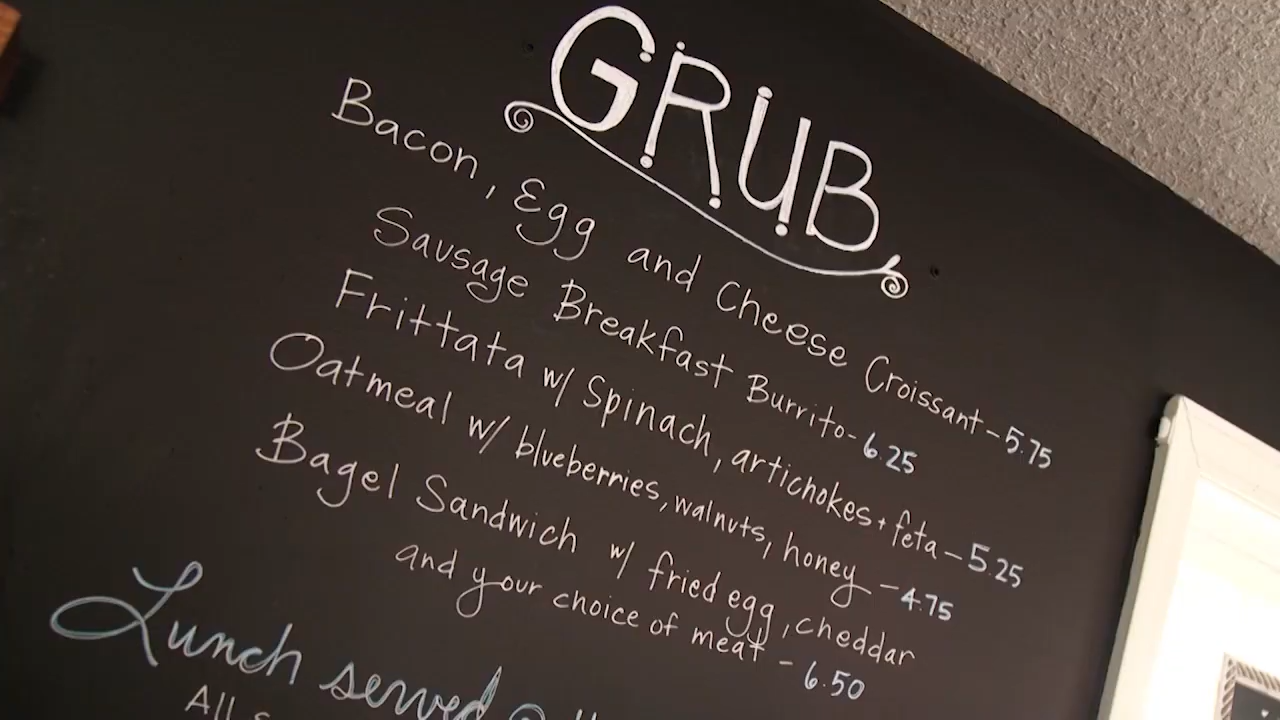 GRUB
Bacon, Egg and Cheese Croissant - 5.75
Sausage Breakfast Burrito - 6.25
Frittata w/ Spinach, artichokes + feta - 5.25
Oatmeal w/ blueberries, walnuts, honey - 4.75
Bagel Sandwich w/ fried egg, cheddar
and your choice of meat - 6.50
Lunch served @
All